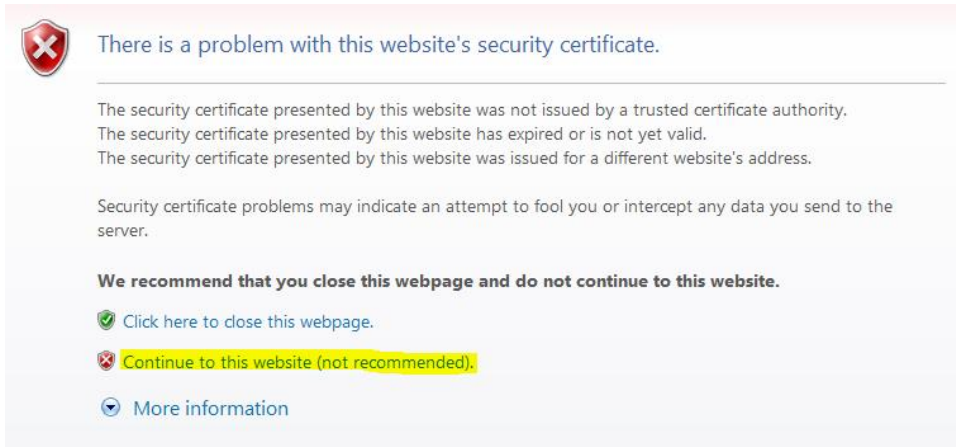 There is a problem with this website's security certificate.
The security certificate presented by this website was not issued by a trusted certificate authority.
The security certificate presented by this website has expired or is not yet valid.
The security certificate presented by this website was issued for a different website's address.
Security certificate problems may indicate an attempt to fool you or intercept any data you send to the
server.
We recommend that you close this webpage and do not continue to this website.
Click here to close this webpage.
Continue to this website (not recommended).
More information